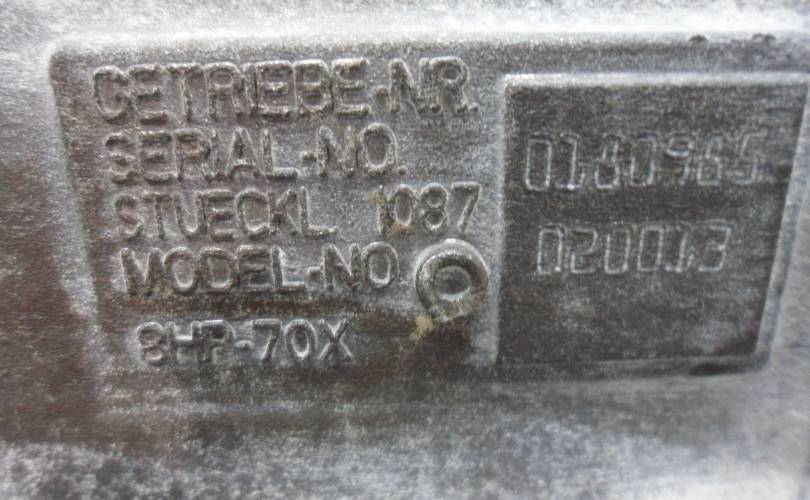 GETRIEBE-NR.
SERIAL-NO.
0180965
STUECKL. 1087
MODEL-NO
020013
8HP-70X